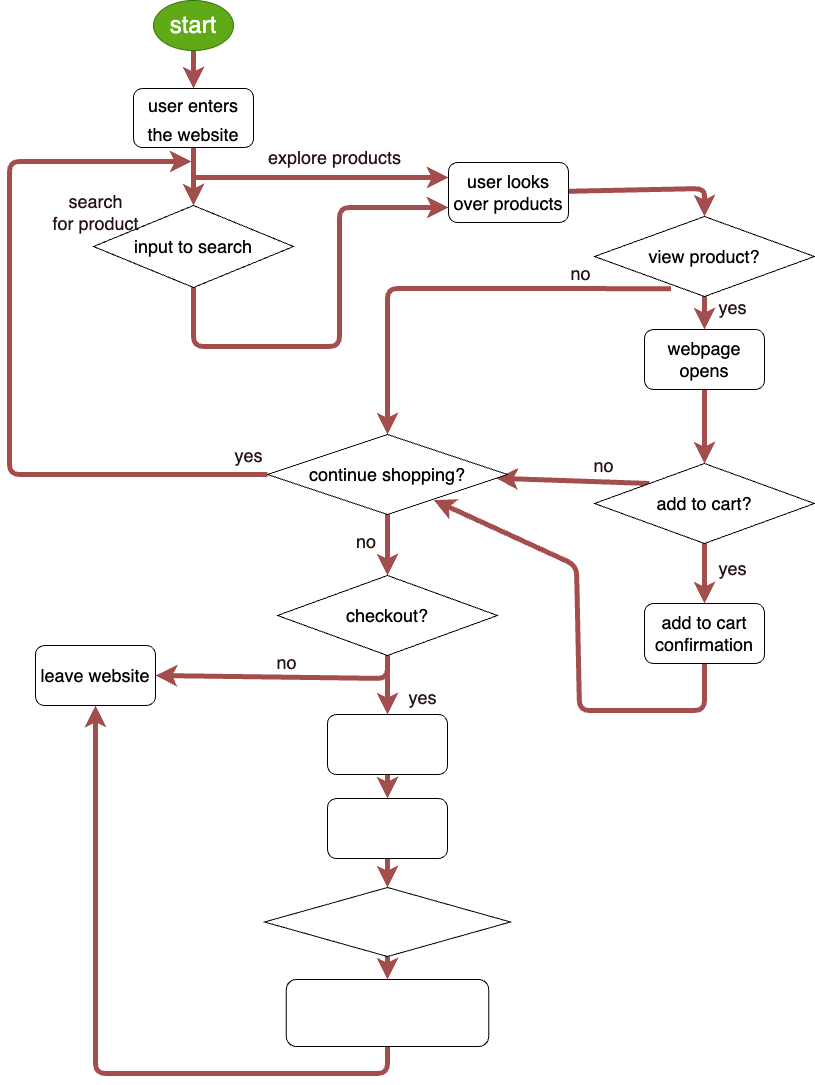 start
user enters
the website
explore products
search
for product
input to search
user looks
over products
view product?
no
yes
webpage
opens
yes
continue shopping?
no
add to cart?
no
yes
checkout?
add to cart
confirmation
no
leave website
yes